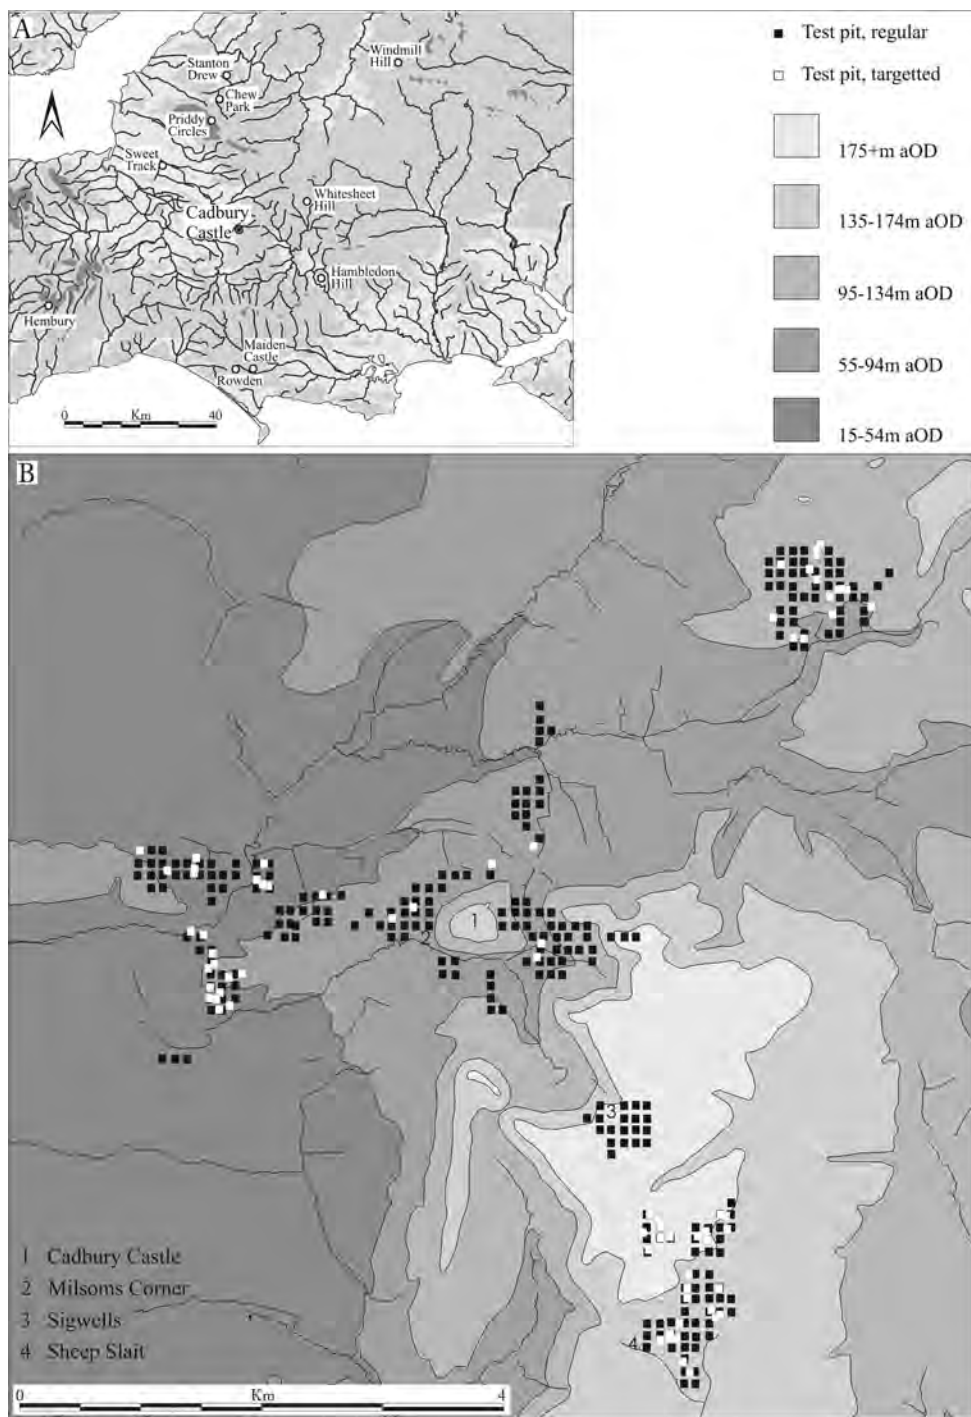 A
Windmill
Hill
Stanton
Drew
Chew
Park
Priddy
Circles
Sweet
Track
Whitesheet
Hill
Cadbury
Castle
Hambledon
Hill
Hembury
Maiden
Castle
Rowden
0 Km 40
Test pit, regular
Test pit, targetted
175+m aOD
135-174m aOD
95-134m aOD
55-94m aOD
15-54m aOD
B
1
3
4
1 Cadbury Castle
2 Milsoms Corner
3 Sigwells
4 Sheep Slait
0 Km 4